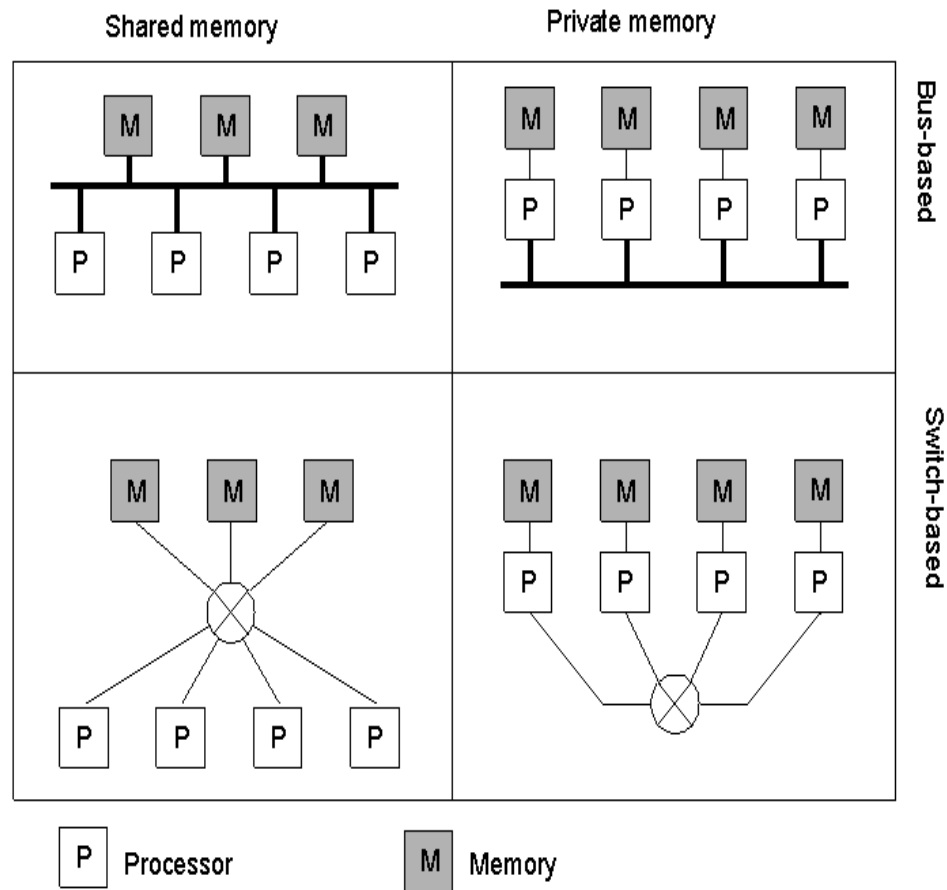 Shared memory
Private memory
Bus-based
M M M
P P P P
M M M M
P P P P
Switch-based
M M M
P P P P
M M M M
P P P P
P Processor
M Memory